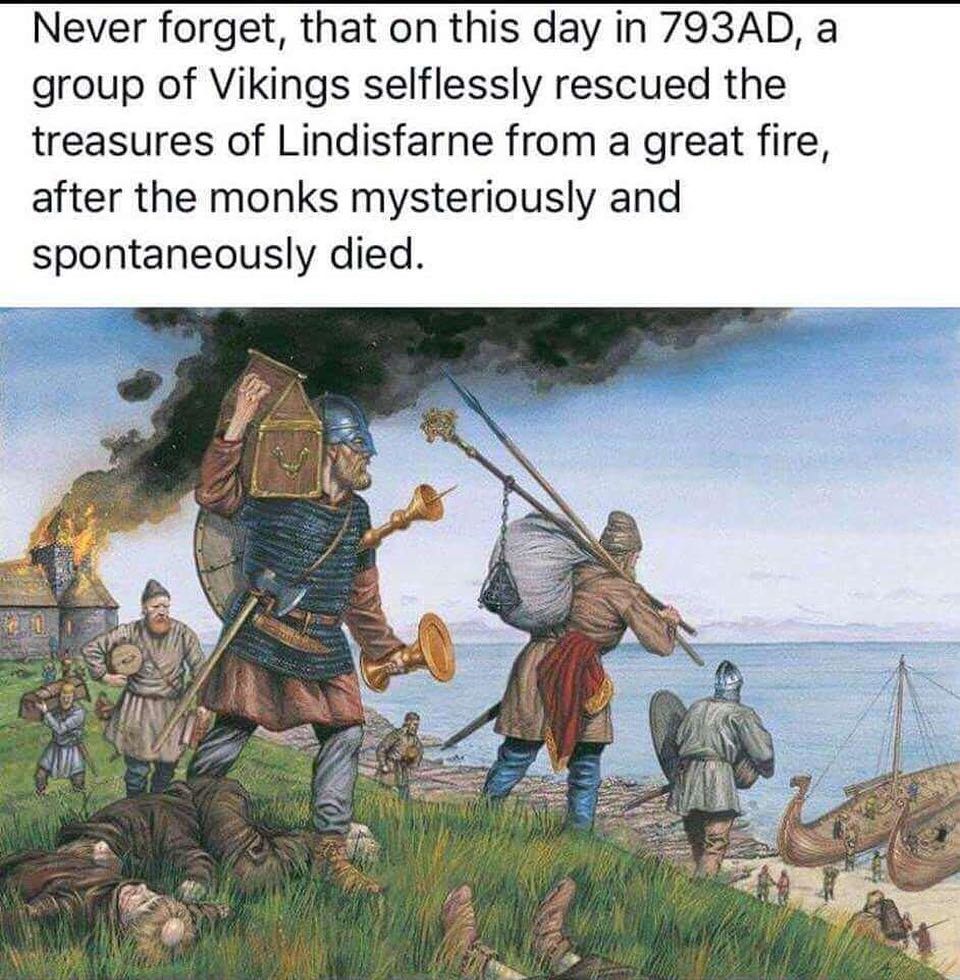 Never forget, that on this day in 793AD, a
group of Vikings selflessly rescued the
treasures of Lindisfarne from a great fire,
after the monks mysteriously and
spontaneously died.